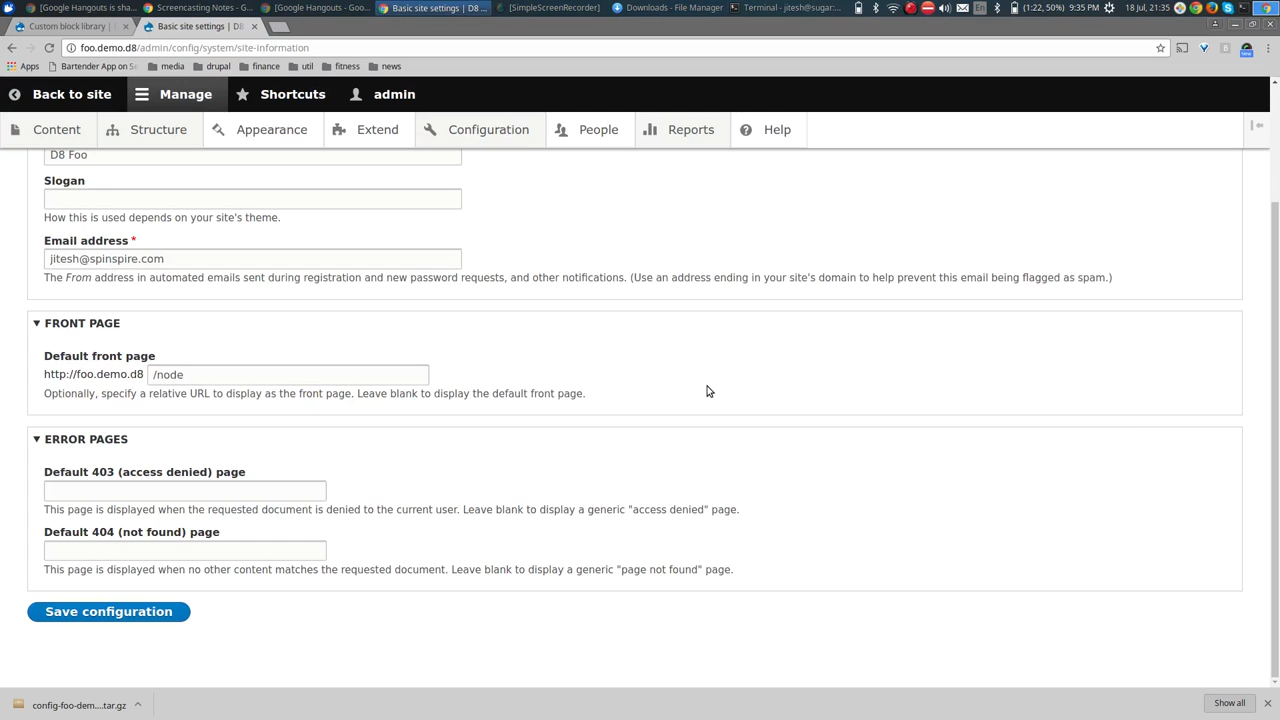 [Google Hangouts is sha...
Screencasting Notes - G...
[Google Hangouts - Goo...
Basic site settings | D8 ...
[SimpleScreenRecorder]
Downloads - File Manager
Terminal - jitesh@sugar:...
En
(1:22, 50%)
9:35 PM
18 Jul, 21:35
Custom block library |
Basic site settings | D8
foo.demo.d8/admin/config/system/site-information
Apps
Bartender App on S
media
drupal
finance
util
fitness
news
Back to site
Manage
Shortcuts
admin
Content
Structure
Appearance
Extend
Configuration
People
Reports
Help
D8 Foo
Slogan
How this is used depends on your site's theme.
Email address *
jitesh@spinspire.com
The From address in automated emails sent during registration and new password requests, and other notifications. (Use an address ending in your site's domain to help prevent this email being flagged as spam.)
FRONT PAGE
Default front page
http://foo.demo.d8 /node
Optionally, specify a relative URL to display as the front page. Leave blank to display the default front page.
ERROR PAGES
Default 403 (access denied) page
This page is displayed when the requested document is denied to the current user. Leave blank to display a generic "access denied" page.
Default 404 (not found) page
This page is displayed when no other content matches the requested document. Leave blank to display a generic "page not found" page.
Save configuration
config-foo-dem....tar.gz
Show all